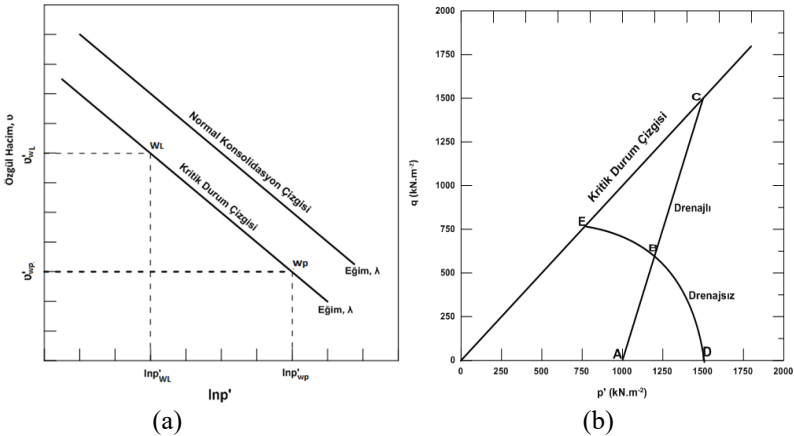 Özgül Hacim, υ
υ'wL
υ'wp
WL
Normal Konsolidasyon Çizgisi
Kritik Durum Çizgisi
wp
Eğim, λ
Eğim, λ
lnp'WL
lnp'wp
lnp'
(a)
q (kN.m-2)
2000
1750
1500
1250
1000
750
500
250
0
Kritik Durum Çizgisi
C
E
B
A
D
Drenajlı
Drenajsız
0
250
500
750
1000
1250
1500
1750
2000
p' (kN.m-2)
(b)